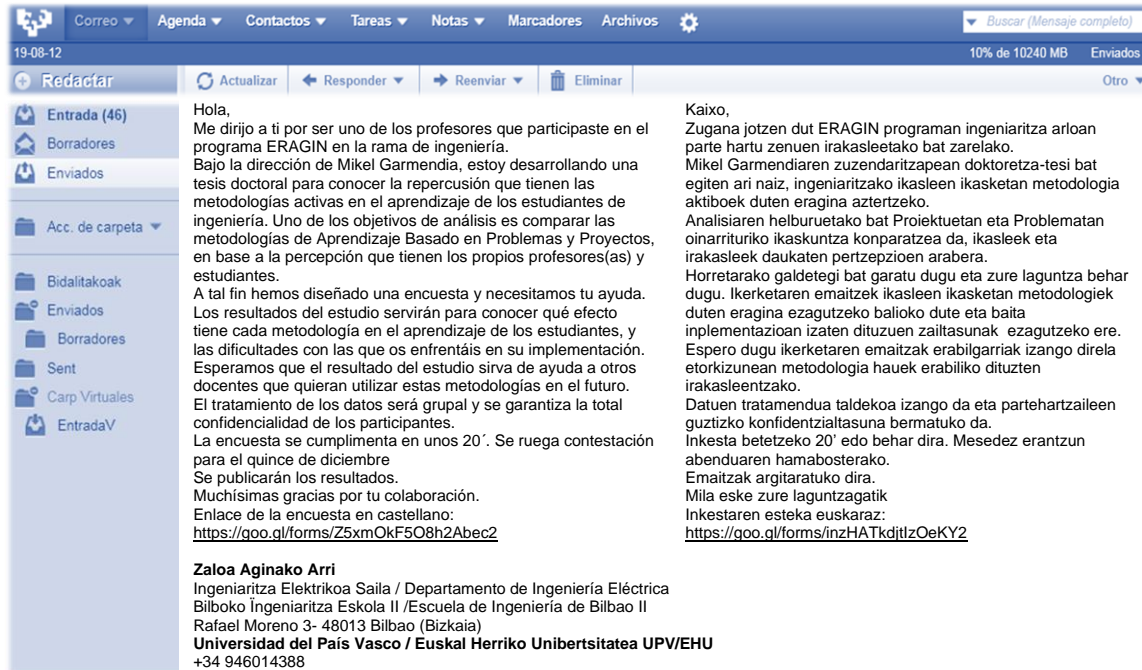 Correo
Agenda
Contactos
Tareas
Notas
Marcadores
Archivos
Buscar (Mensaje completo)
19-08-12
10% de 10240 MB
Enviados
Redactar
Actualizar
Responder
Reenviar
Eliminar
Otro
Entrada (46)
Borradores
Enviados
Acc. de carpeta
Bidalitakoak
Enviados
Borradores
Sent
Carp Virtuales
EntradaV
Hola,
Me dirijo a ti por ser uno de los profesores que participaste en el
programa ERAGIN en la rama de ingeniería.
Bajo la dirección de Mikel Garmendia, estoy desarrollando una
tesis doctoral para conocer la repercusión que tienen las
metodologías activas en el aprendizaje de los estudiantes de
ingeniería. Uno de los objetivos de análisis es comparar las
metodologías de Aprendizaje Basado en Problemas y Proyectos,
en base a la percepción que tienen los propios profesores(as) y
estudiantes.
A tal fin hemos diseñado una encuesta y necesitamos tu ayuda.
Los resultados del estudio servirán para conocer qué efecto
tiene cada metodología en el aprendizaje de los estudiantes, y
las dificultades con las que os enfrentáis en su implementación.
Esperamos que el resultado del estudio sirva de ayuda a otros
docentes que quieran utilizar estas metodologías en el futuro.
El tratamiento de los datos será grupal y se garantiza la total
confidencialidad de los participantes.
La encuesta se cumplimenta en unos 20´. Se ruega contestación
para el quince de diciembre
Se publicarán los resultados.
Muchísimas gracias por tu colaboración.
Enlace de la encuesta en castellano:
https://goo.gl/forms/Z5xmOkF5O8h2Abec2
Kaixo,
Zugana jotzen dut ERAGIN programan ingeniaritza arloan
parte hartu zenuen irakasleetako bat zarelako.
Mikel Garmendiaren zuzendaritzapean doktoretza-tesi bat
egiten ari naiz, ingeniaritzako ikasleen ikasketan metodologia
aktiboek duten eragina aztertzeko.
Analisiaren helburuetako bat Proiektuetan eta Problematan
oinarrituriko ikaskuntza konparatzea da, ikasleek eta
irakasleek daukaten pertzepzioen arabera.
Horretarako galdetegi bat garatu dugu eta zure laguntza behar
dugu. Ikerketaren emaitzek ikasleen ikasketan metodologiek
duten eragina ezagutzeko balioko dute eta baita
inplementazioan izaten dituzuen zailtasunak  ezagutzeko ere.
Espero dugu ikerketaren emaitzak erabilgarriak izango direla
etorkizunean metodologia hauek erabiliko dituzten
irakasleentzako.
Datuen tratamendua taldekoa izango da eta partehartzaileen
guztizko konfidentzialtasuna bermatuko da.
Inkesta betetzeko 20’ edo behar dira. Mesedez erantzun
abenduaren hamabosterako.
Emaitzak argitaratuko dira.
Mila eske zure laguntzagatik
Inkestaren esteka euskaraz:
https://goo.gl/forms/inzHATkdjtIzOeKY2
Zaloa Aginako Arri
Ingeniaritza Elektrikoa Saila / Departamento de Ingeniería Eléctrica
Bilboko Ïngeniaritza Eskola II /Escuela de Ingeniería de Bilbao II
Rafael Moreno 3- 48013 Bilbao (Bizkaia)
Universidad del País Vasco / Euskal Herriko Unibertsitatea UPV/EHU
+34 946014388